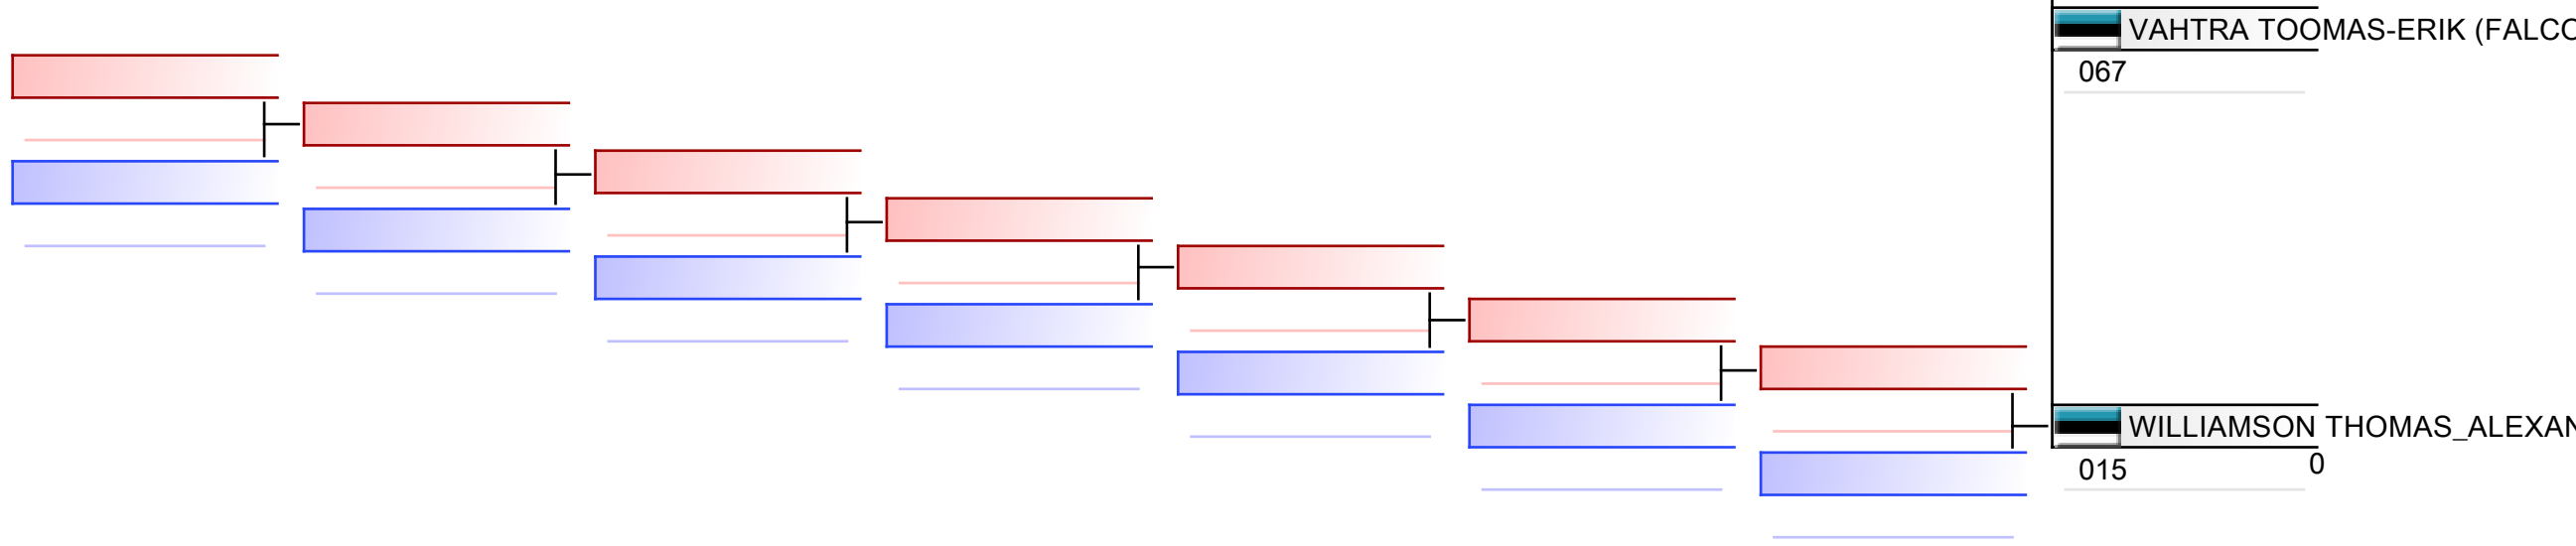 VAHTRA TOOMAS-ERIK (FALCO
067
WILLIAMSON THOMAS_ALEXAN
015 0